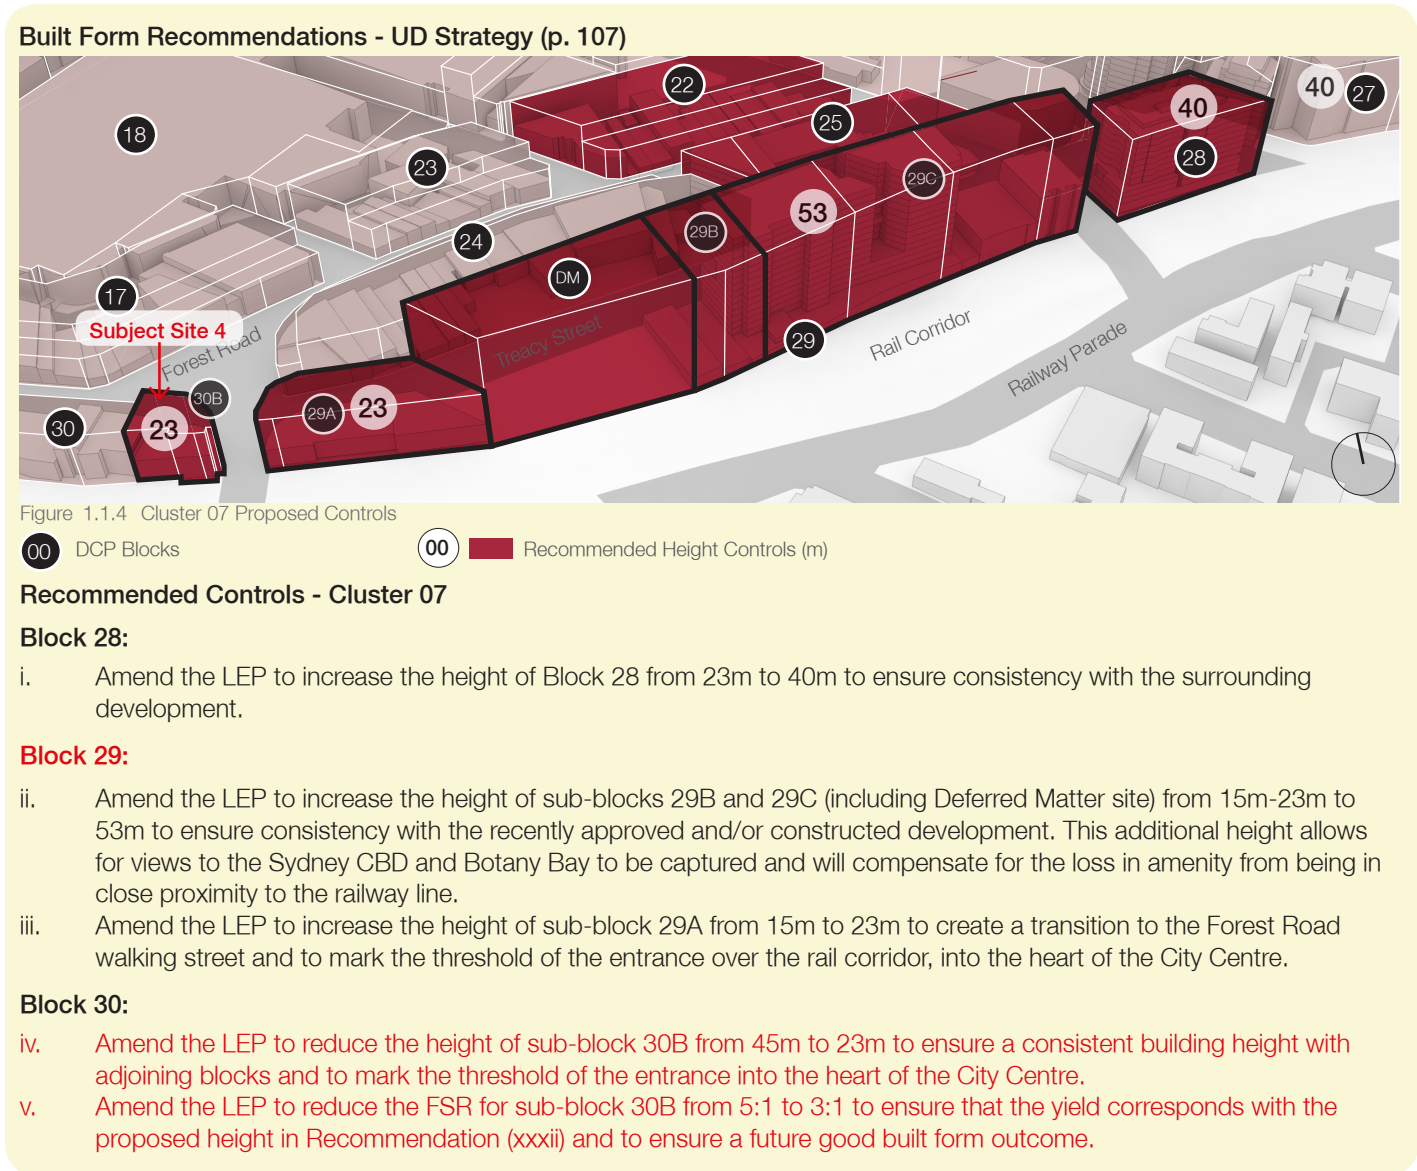 Built Form Recommendations - UD Strategy (p. 107)
22
40
27
18
25
40
28
23
29C
53
29B
24
DM
17
Subject Site 4
Forest Road
Treacy Street
29
Rail Corridor
Railway Parade
30B
30
23
29A
23
Figure 1.1.4 Cluster 07 Proposed Controls
00 DCP Blocks
00 Recommended Height Controls (m)
Recommended Controls - Cluster 07
Block 28:
i. Amend the LEP to increase the height of Block 28 from 23m to 40m to ensure consistency with the surrounding
development.
Block 29:
ii. Amend the LEP to increase the height of sub-blocks 29B and 29C (including Deferred Matter site) from 15m-23m to
53m to ensure consistency with the recently approved and/or constructed development. This additional height allows
for views to the Sydney CBD and Botany Bay to be captured and will compensate for the loss in amenity from being in
close proximity to the railway line.
iii. Amend the LEP to increase the height of sub-block 29A from 15m to 23m to create a transition to the Forest Road
walking street and to mark the threshold of the entrance over the rail corridor, into the heart of the City Centre.
Block 30:
iv. Amend the LEP to reduce the height of sub-block 30B from 45m to 23m to ensure a consistent building height with
adjoining blocks and to mark the threshold of the entrance into the heart of the City Centre.
v. Amend the LEP to reduce the FSR for sub-block 30B from 5:1 to 3:1 to ensure that the yield corresponds with the
proposed height in Recommendation (xxxii) and to ensure a future good built form outcome.